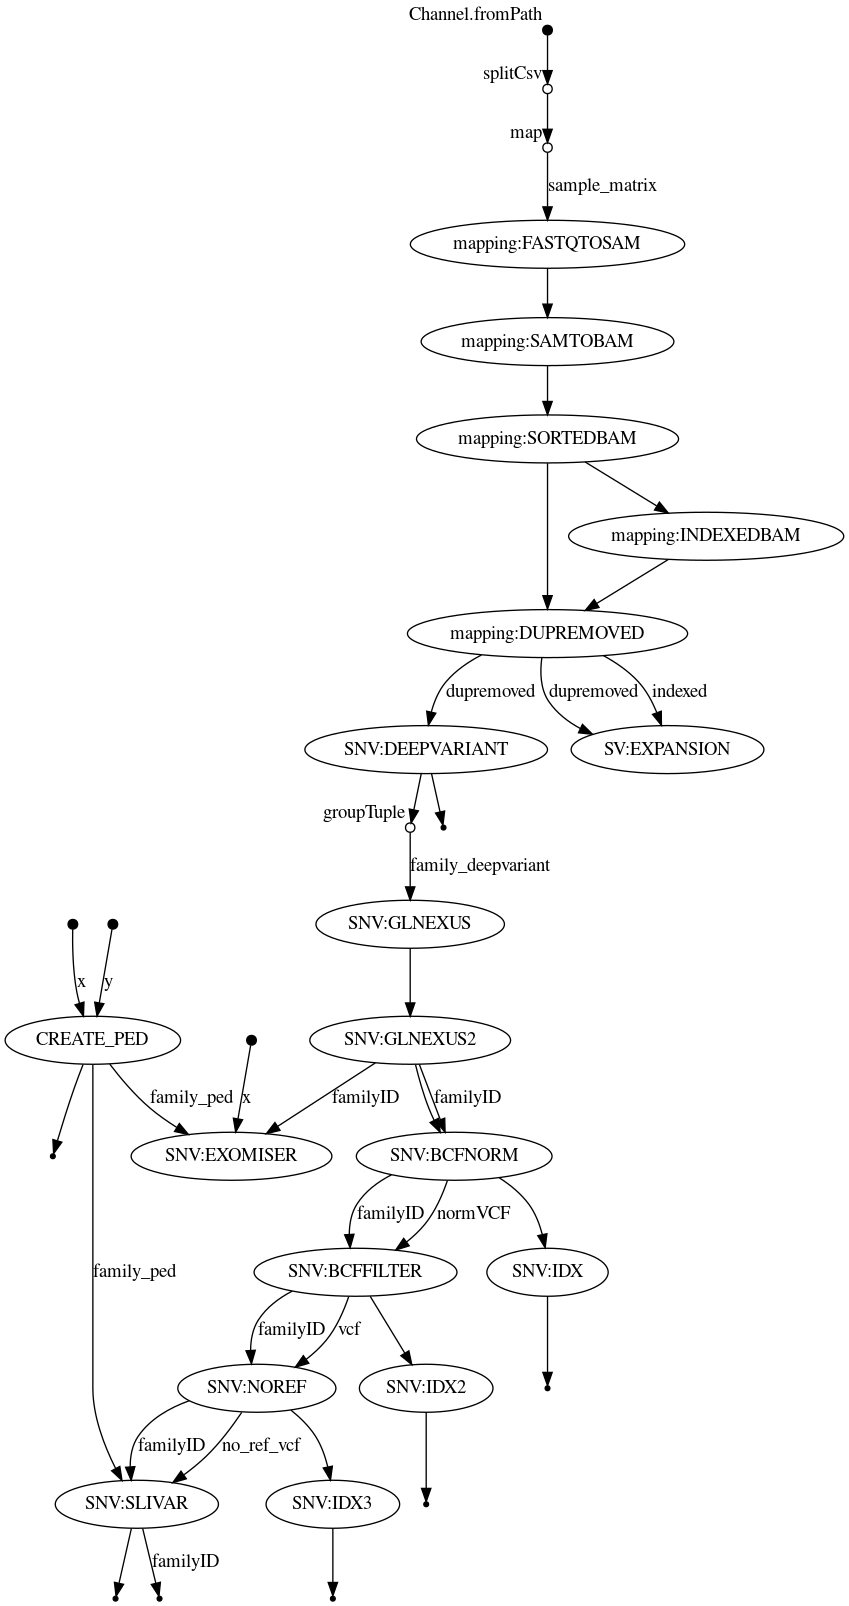 Channel.fromPath
splitCsv
map
sample_matrix
mapping:FASTQTOSAM
mapping:SAMTOBAM
mapping:SORTEDBAM
mapping:INDEXEDBAM
mapping:DUPREMOVED
dupremoved
dupremoved
indexed
SNV:DEEPVARIANT
SV:EXPANSION
groupTuple
family_deepvariant
SNV:GLNEXUS
x
y
CREATE_PED
SNV:GLNEXUS2
family_ped
x
familyID
familyID
SNV:EXOMISER
SNV:BCFNORM
familyID
normVCF
family_ped
SNV:BCFFILTER
SNV:IDX
familyID
vcf
SNV:NOREF
SNV:IDX2
familyID
no_ref_vcf
SNV:SLIVAR
SNV:IDX3
familyID